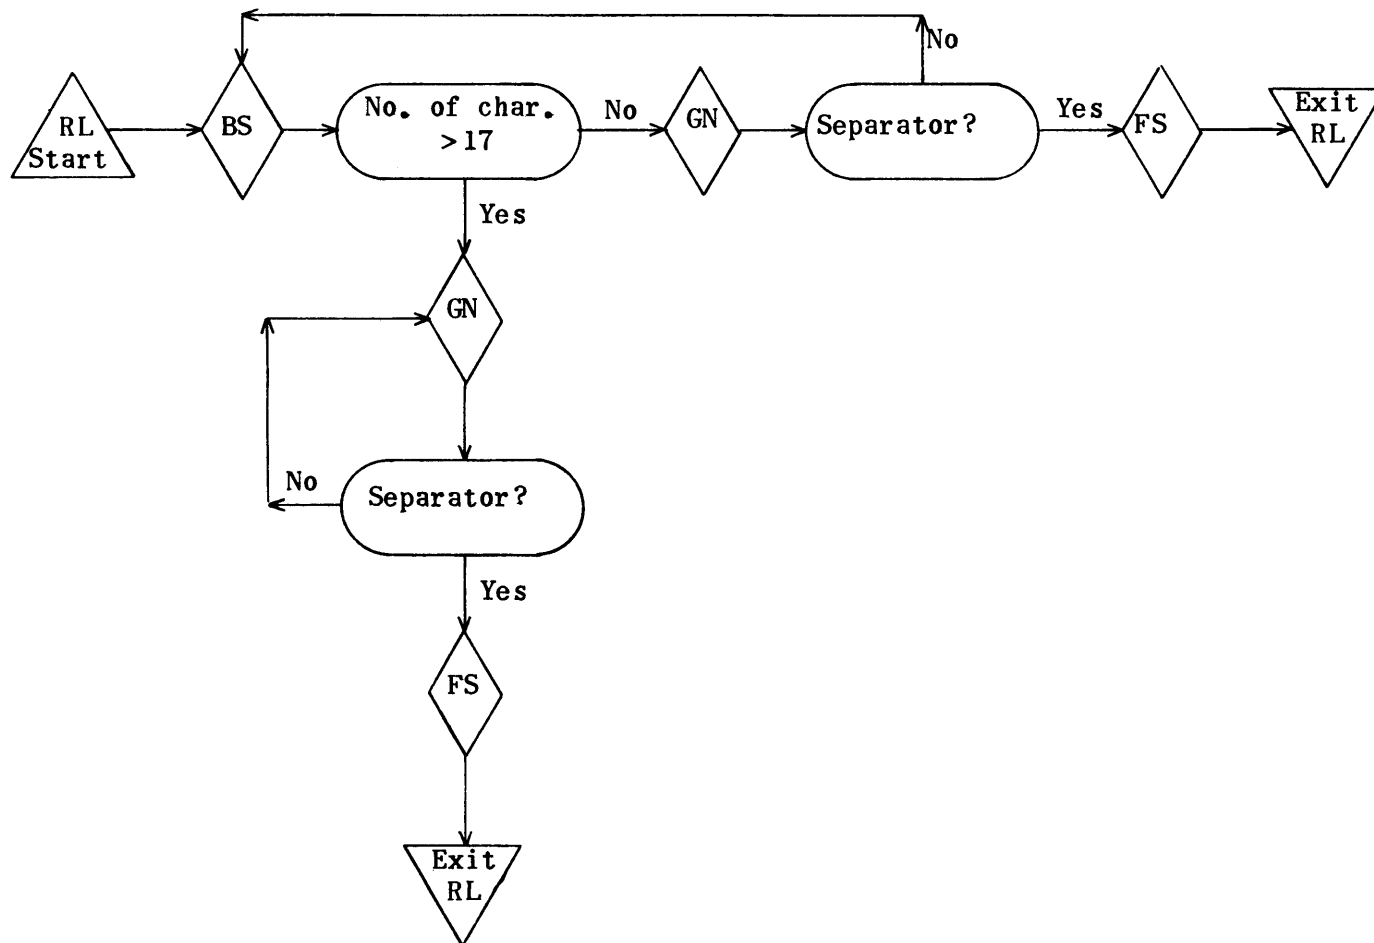 No
RL
Start
BS
No. of char.
>17
No
GN
Separator?
Yes
FS
Exit
RL
Yes
GN
No
Separator?
Yes
FS
Exit
RL